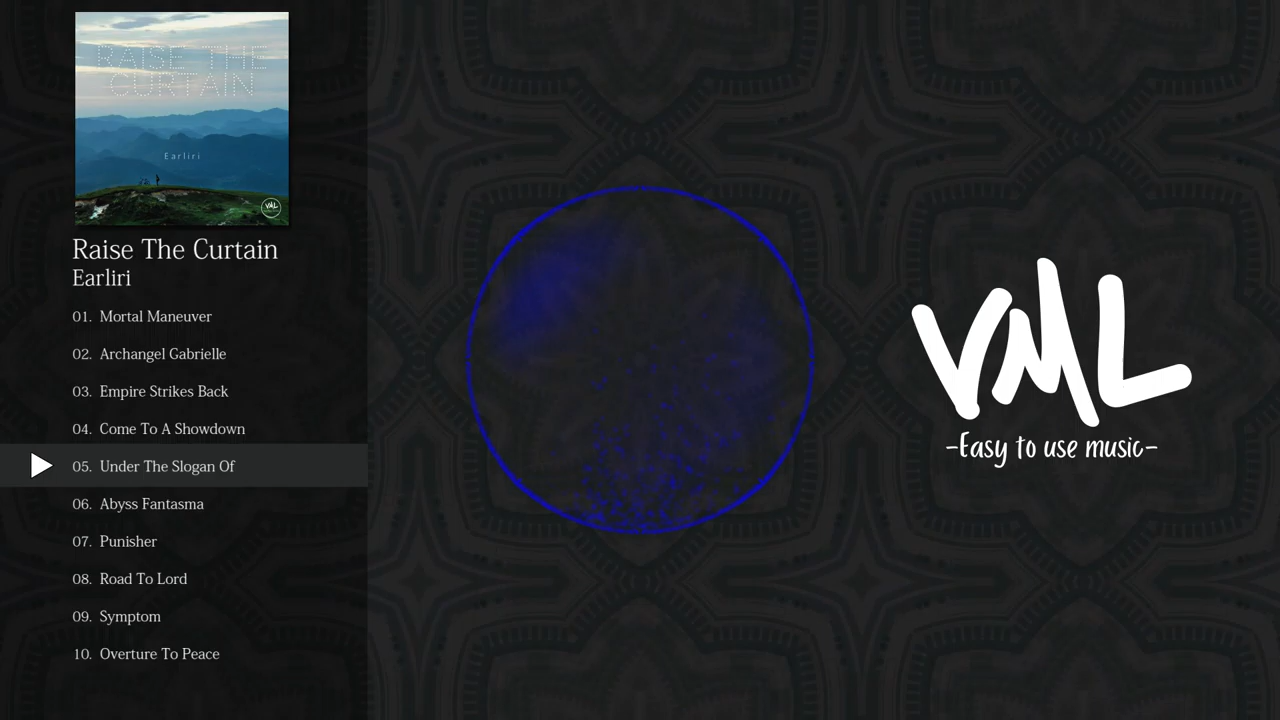 RAISE THE
CURTAIN
Earliri
VML
Raise The Curtain
Earliri
01. Mortal Maneuver
02. Archangel Gabrielle
03. Empire Strikes Back
04. Come To A Showdown
05. Under The Slogan Of
06. Abyss Fantasma
07. Punisher
08. Road To Lord
09. Symptom
10. Overture To Peace
VML
-Easy to use music-